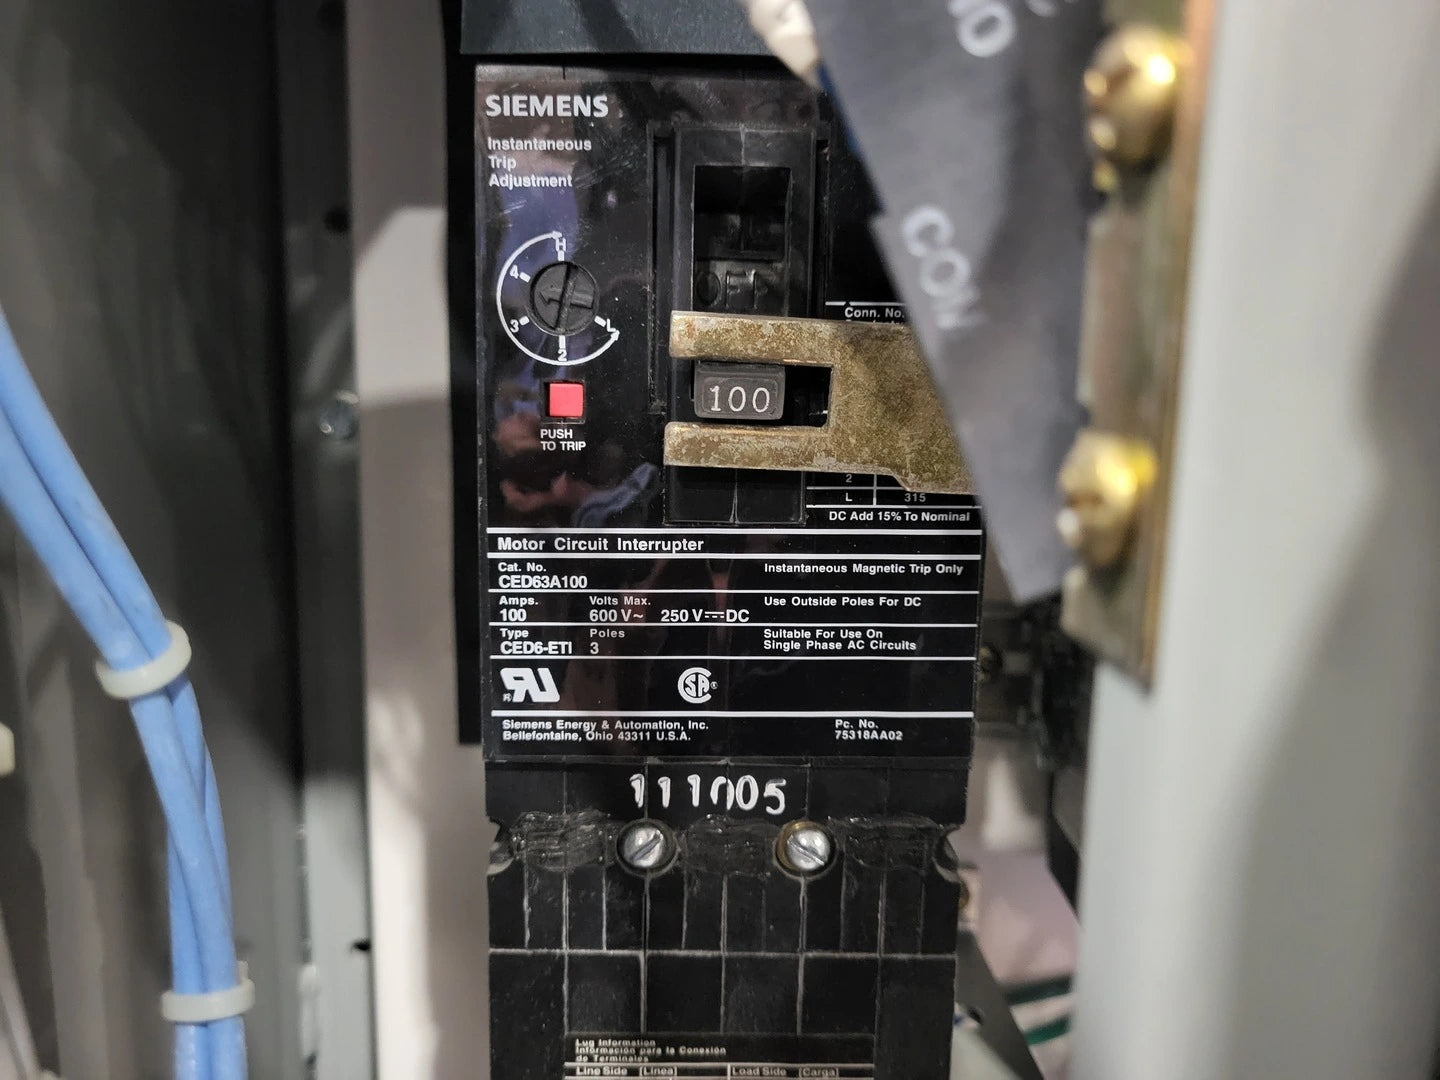 SIEMENS
Instantaneous
Trip
Adjustment
H
4
3
L
2
PUSH
TO TRIP
OFF
100
CON
Conn. No.
2
L 315
DC Add 15% To Nominal
Motor Circuit Interrupter
Cat. No.
CED63A100
Instantaneous Magnetic Trip Only
Amps. Volts Max.
100 600 V~ 250 V⎓DC
Use Outside Poles For DC
Type Poles
CED6-ETI 3
Suitable For Use On
Single Phase AC Circuits
Siemens Energy & Automation, Inc.
Bellefontaine, Ohio 43311 U.S.A.
Pc. No.
75318AA02
111005
Lug Information
Información para la Conexión
de Terminales
Line Side [Línea] Load Side [Carga]